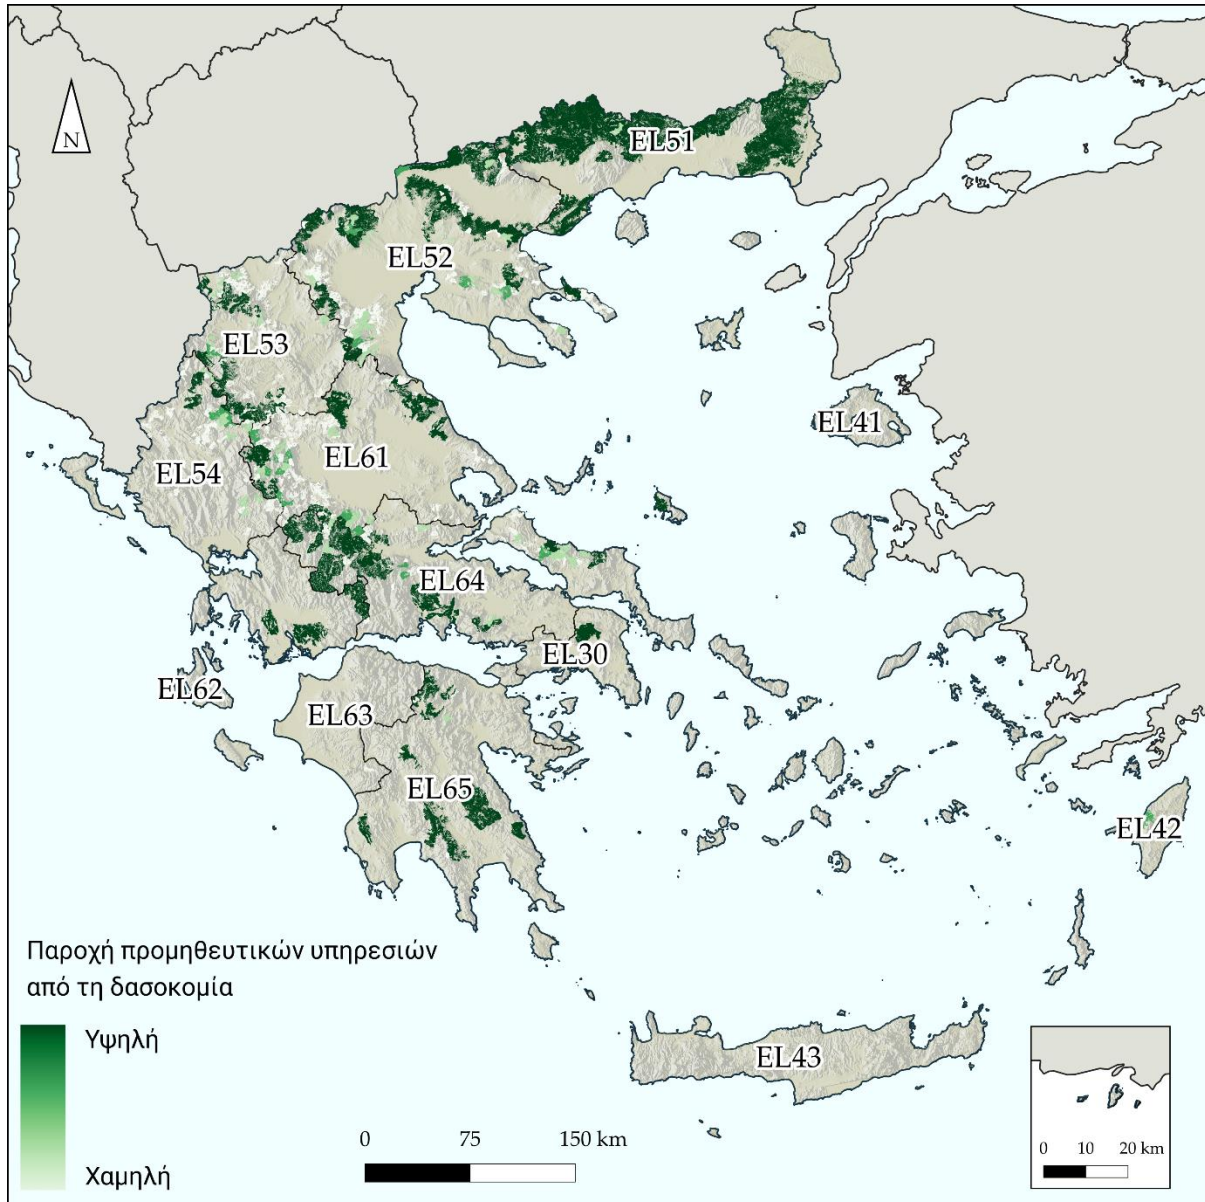 N
EL51
EL52
EL53
EL41
EL61
EL54
EL64
EL30
EL62
EL63
EL65
EL42
Παροχή προμηθευτικών υπηρεσιών
από τη δασοκομία
Υψηλή
Χαμηλή
EL43
0 75 150 km
0 10 20 km